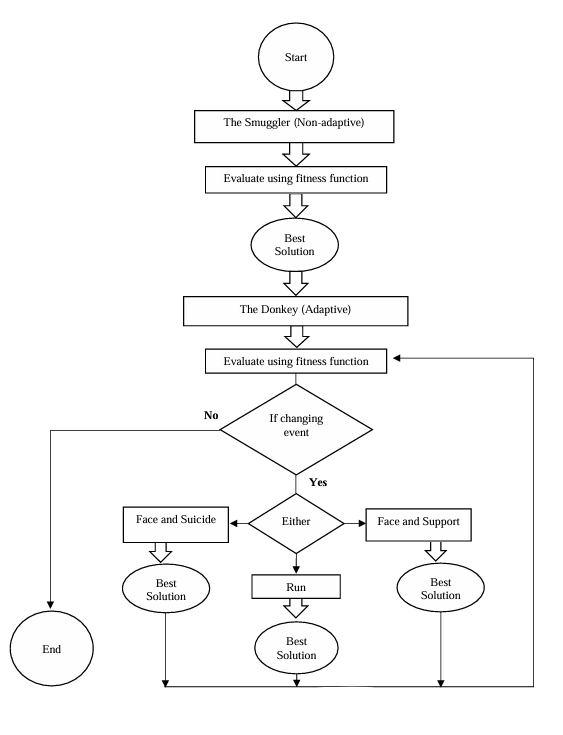 Start
The Smuggler (Non-adaptive)
Evaluate using fitness function
Best
Solution
The Donkey (Adaptive)
Evaluate using fitness function
If changing
event
No
Yes
Either
Face and Suicide
Face and Support
Run
Best
Solution
Best
Solution
Best
Solution
End